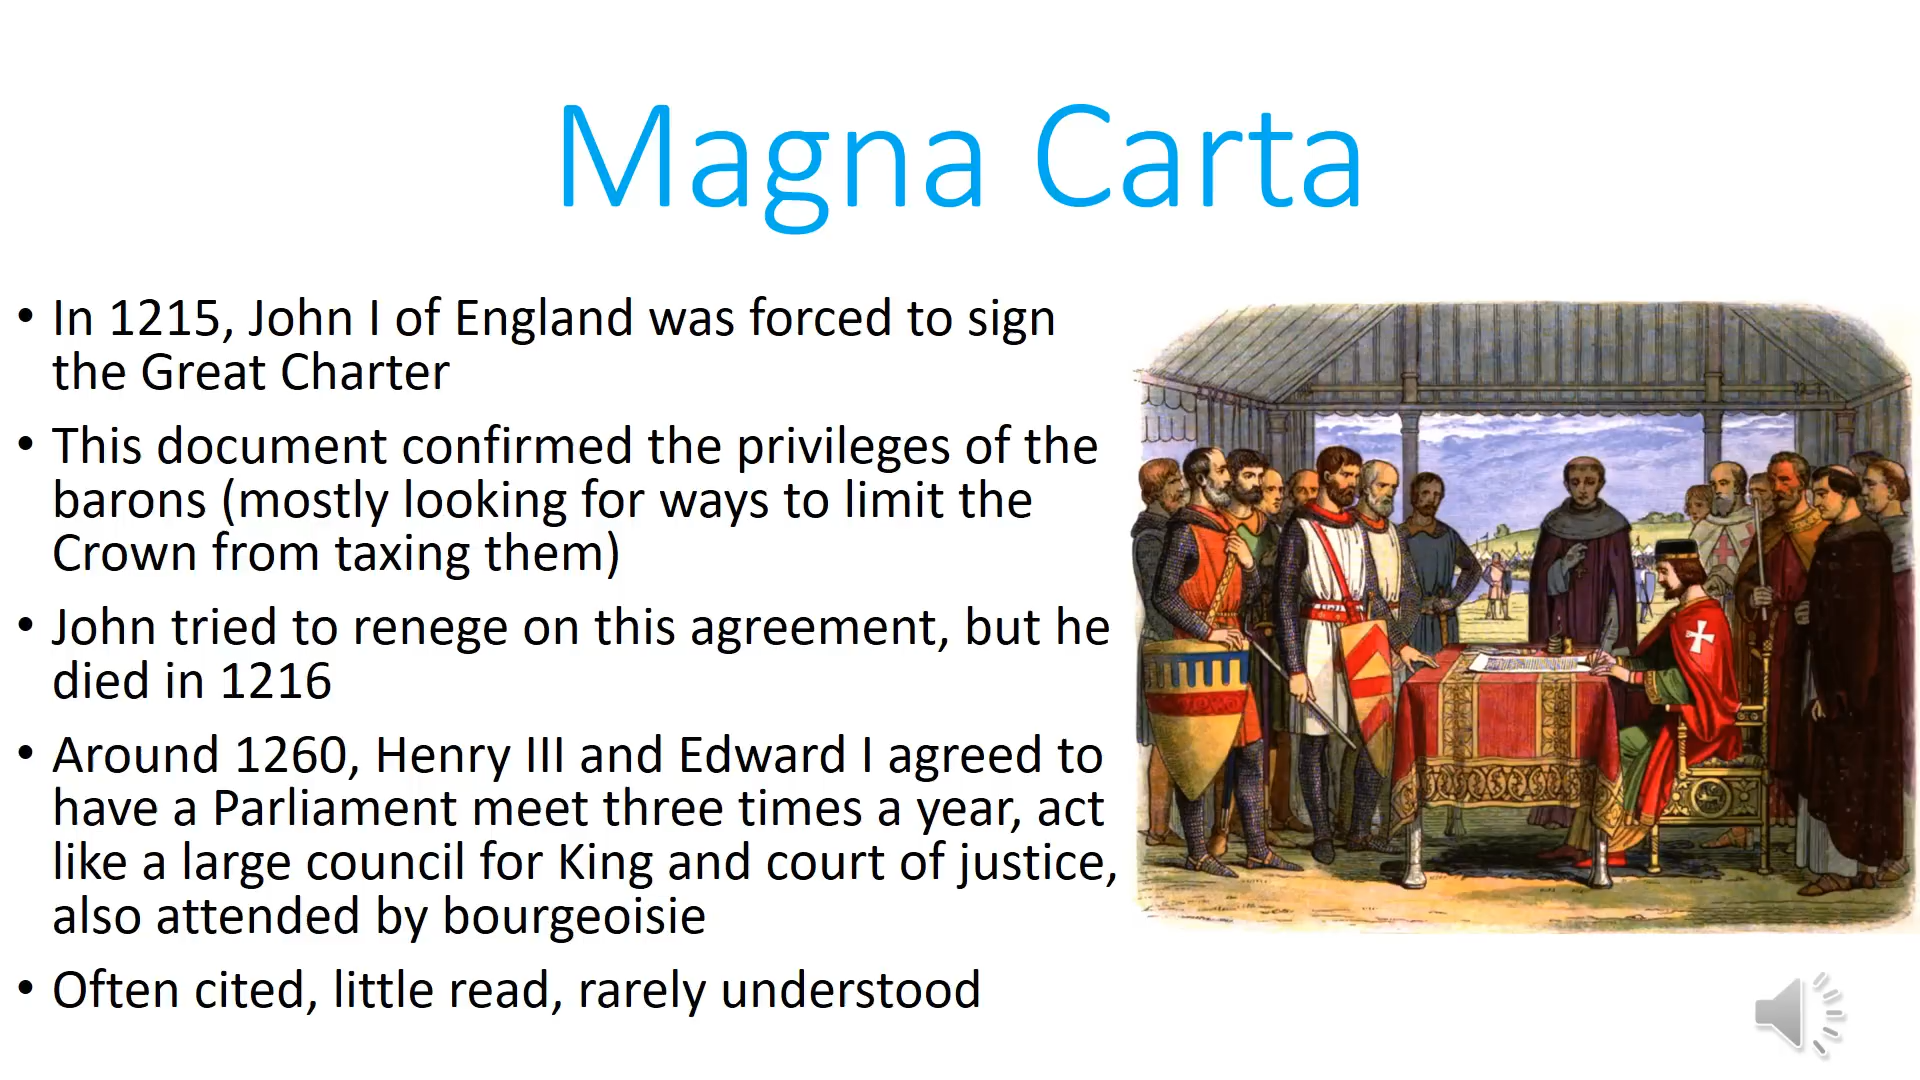 Magna Carta
• In 1215, John I of England was forced to sign
the Great Charter
• This document confirmed the privileges of the
barons (mostly looking for ways to limit the
Crown from taxing them)
• John tried to renege on this agreement, but he
died in 1216
• Around 1260, Henry III and Edward I agreed to
have a Parliament meet three times a year, act
like a large council for King and court of justice,
also attended by bourgeoisie
• Often cited, little read, rarely understood